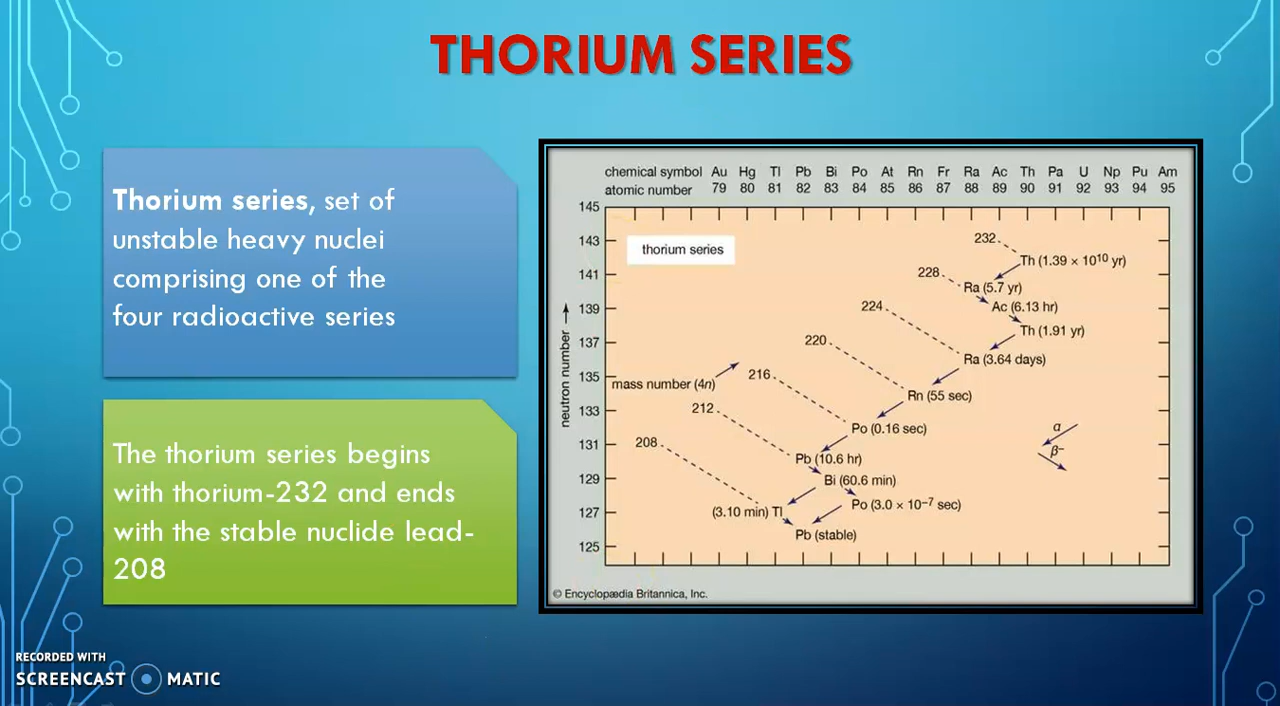 THORIUM SERIES
Thorium series, set of
unstable heavy nuclei
comprising one of the
four radioactive series
The thorium series begins
with thorium-232 and ends
with the stable nuclide lead-
208
chemical symbol Au Hg Tl Pb Bi Po At Rn Fr Ra Ac Th Pa U Np Pu Am
atomic number 79 80 81 82 83 84 85 86 87 88 89 90 91 92 93 94 95
145
143
141
139
137
135
133
131
129
127
125
neutron number
thorium series
232
Th (1.39 × 10¹⁰ yr)
228
Ra (5.7 yr)
Ac (6.13 hr)
224
Th (1.91 yr)
220
Ra (3.64 days)
mass number (4n)
216
Rn (55 sec)
212
Po (0.16 sec)
208
Pb (10.6 hr)
Bi (60.6 min)
(3.10 min) Tl
Po (3.0 × 10⁻⁷ sec)
Pb (stable)
α
β⁻
© Encyclopædia Britannica, Inc.
RECORDED WITH
SCREENCAST MATIC